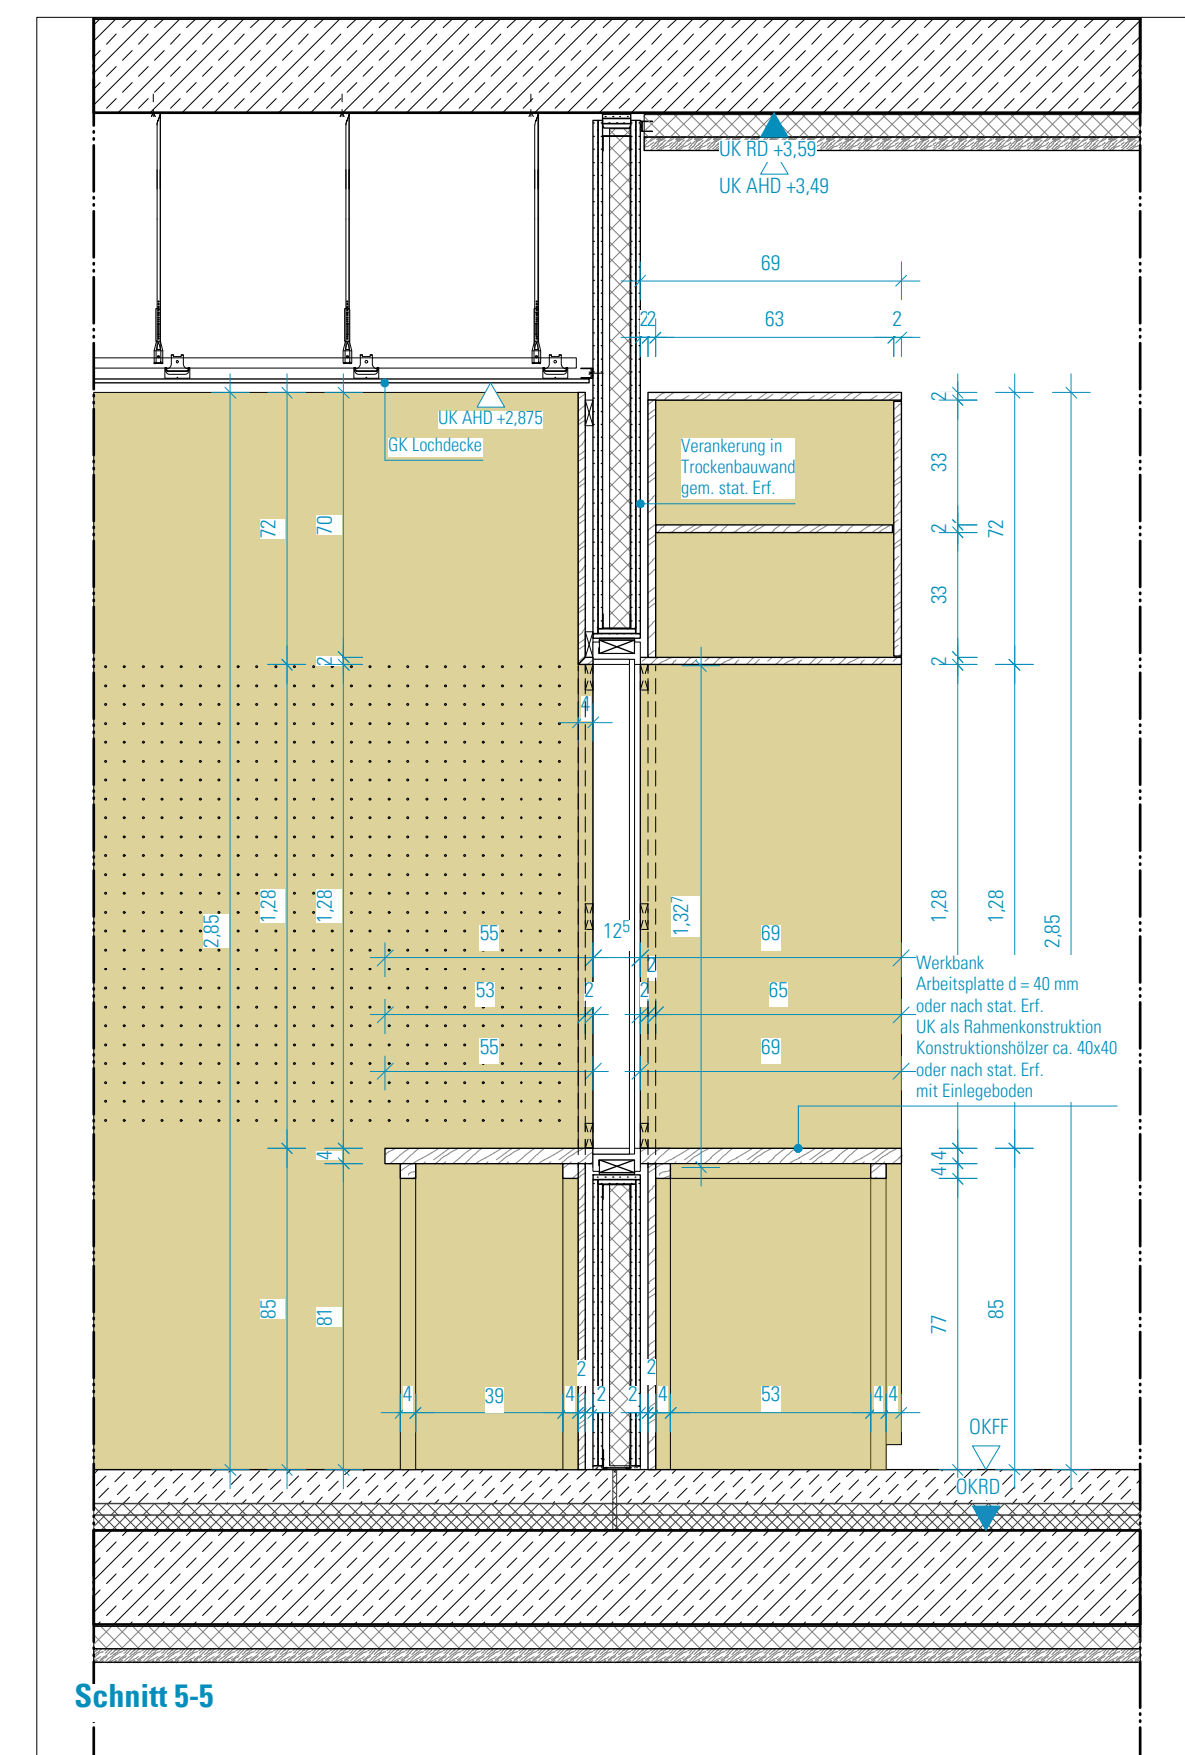 UK RD +3,59
UK AHD +3,49
69
2
2
63
2
UK AHD +2,875
GK Lochdecke
Verankerung in
Trockenbauwand
gem. stat. Erf.
2
33
2
72
33
2
72
70
2
4
1,28
1,28
2,85
1,32⁷
1,28
1,28
2,85
55
12⁵
69
2
53
2
2
65
55
69
Werkbank
Arbeitsplatte d = 40 mm
oder nach stat. Erf.
UK als Rahmenkonstruktion
Konstruktionshölzer ca. 40x40
oder nach stat. Erf.
mit Einlegeboden
4
4
4
85
81
77
85
2
2
4
39
4
2
2
4
53
4
4
OKFF
OKRD
Schnitt 5-5